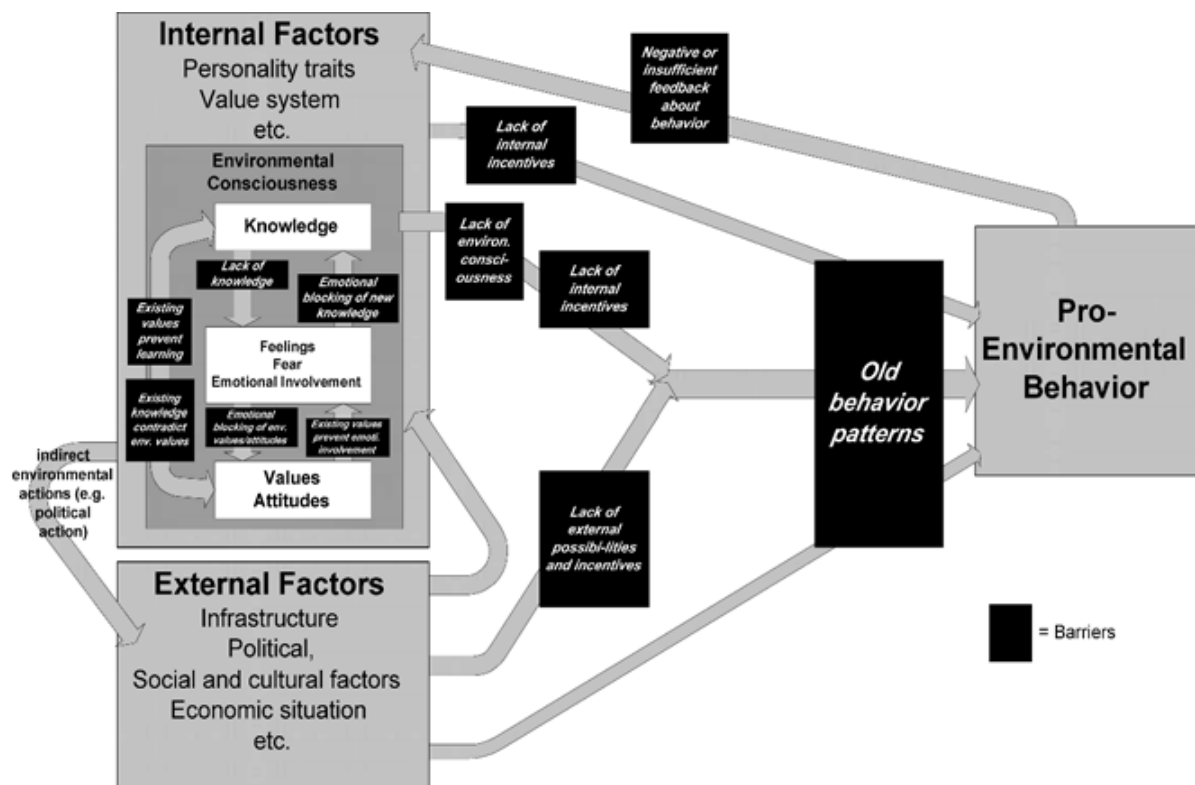 Internal Factors
Personality traits
Value system
etc.
Environmental
Consciousness
Knowledge
Lack of
knowledge
Emotional
blocking of new
knowledge
Existing
values
prevent
learning
Feelings
Fear
Emotional Involvement
Existing
knowledge
contradict
env. values
Emotional
blocking of env.
values/attitudes
Existing values
prevent emoti.
involvement
Values
Attitudes
indirect
environmental
actions (e.g.
political
action)
External Factors
Infrastructure
Political,
Social and cultural factors
Economic situation
etc.
Negative or
insufficient
feedback
about
behavior
Lack of
internal
incentives
Lack of
environ.
consci-
ousness
Lack of
internal
incentives
Lack of
external
possibi-lities
and incentives
Old
behavior
patterns
Pro-
Environmental
Behavior
= Barriers